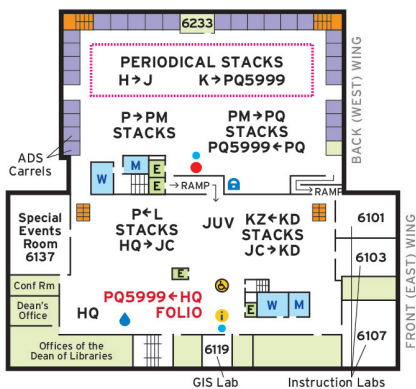 6233
PERIODICAL STACKS
H→J K→PQ5999
P→PM
STACKS
PM→PQ
STACKS
PQ5999←PQ
BACK (WEST) WING
ADS
Carrels
W
M
E
E
→RAMP
RAMP
Special
Events
Room
6137
P←L
STACKS
HQ→JC
JUV
KZ←KD
STACKS
JC→KD
6101
6103
FRONT (EAST) WING
E
Conf Rm
Dean's
Office
HQ
PQ5999←HQ
FOLIO
i
E
W
M
6107
Offices of the
Dean of Libraries
6119
GIS Lab
Instruction Labs